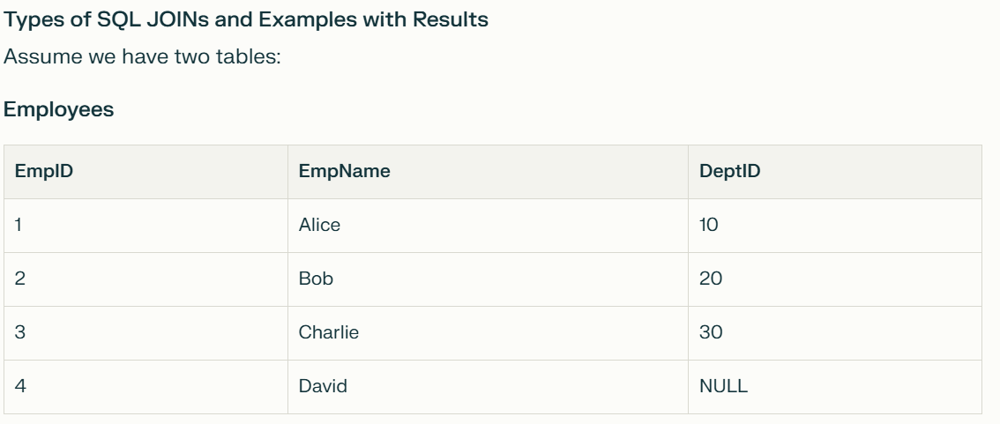 Types of SQL JOINs and Examples with Results
Assume we have two tables:
Employees
EmpID EmpName DeptID
1 Alice 10
2 Bob 20
3 Charlie 30
4 David NULL